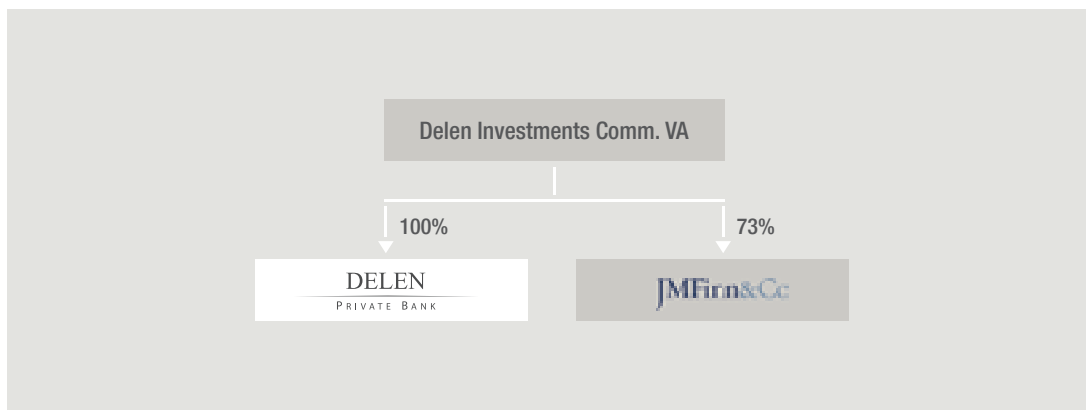 Delen Investments Comm. VA
100%
73%
DELEN
PRIVATE BANK
JMFinn&Co